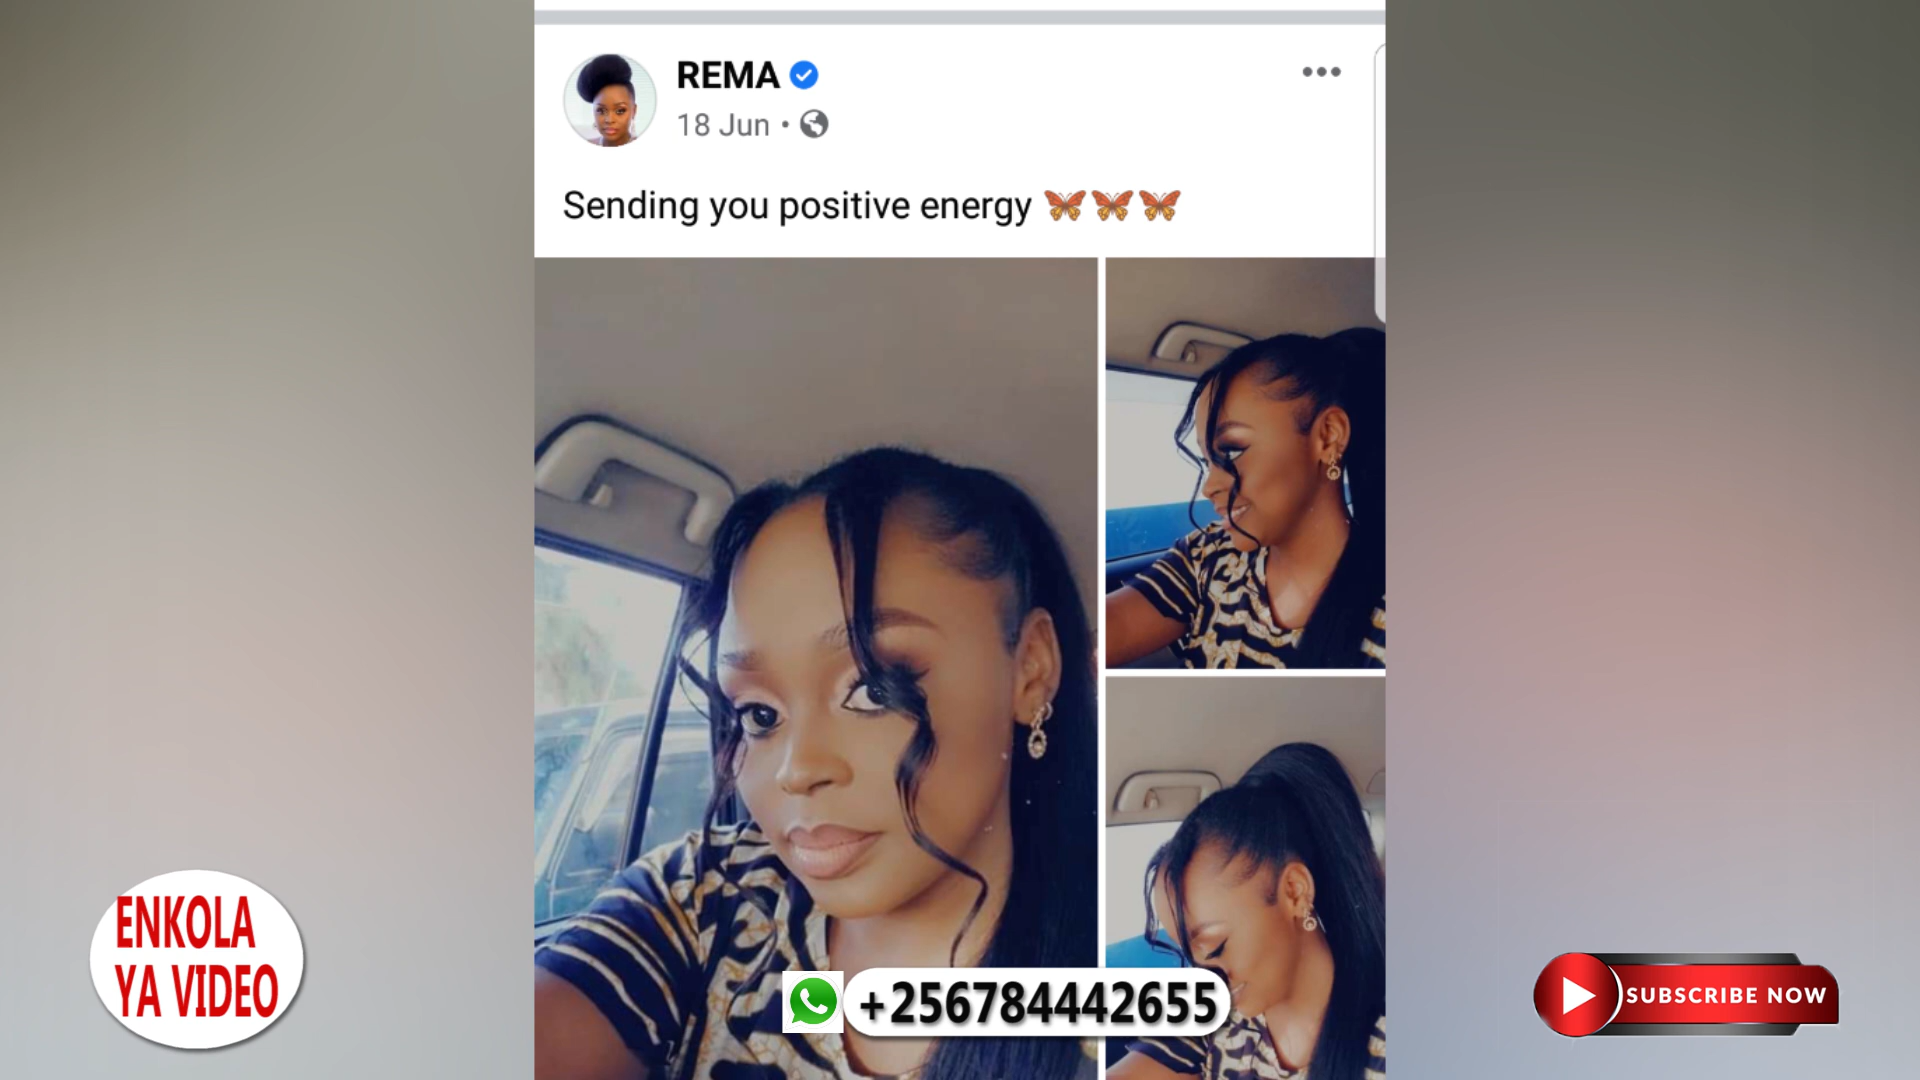 REMA
18 Jun •
Sending you positive energy 🦋🦋🦋
ENKOLA
YA VIDEO
+256784442655
SUBSCRIBE NOW